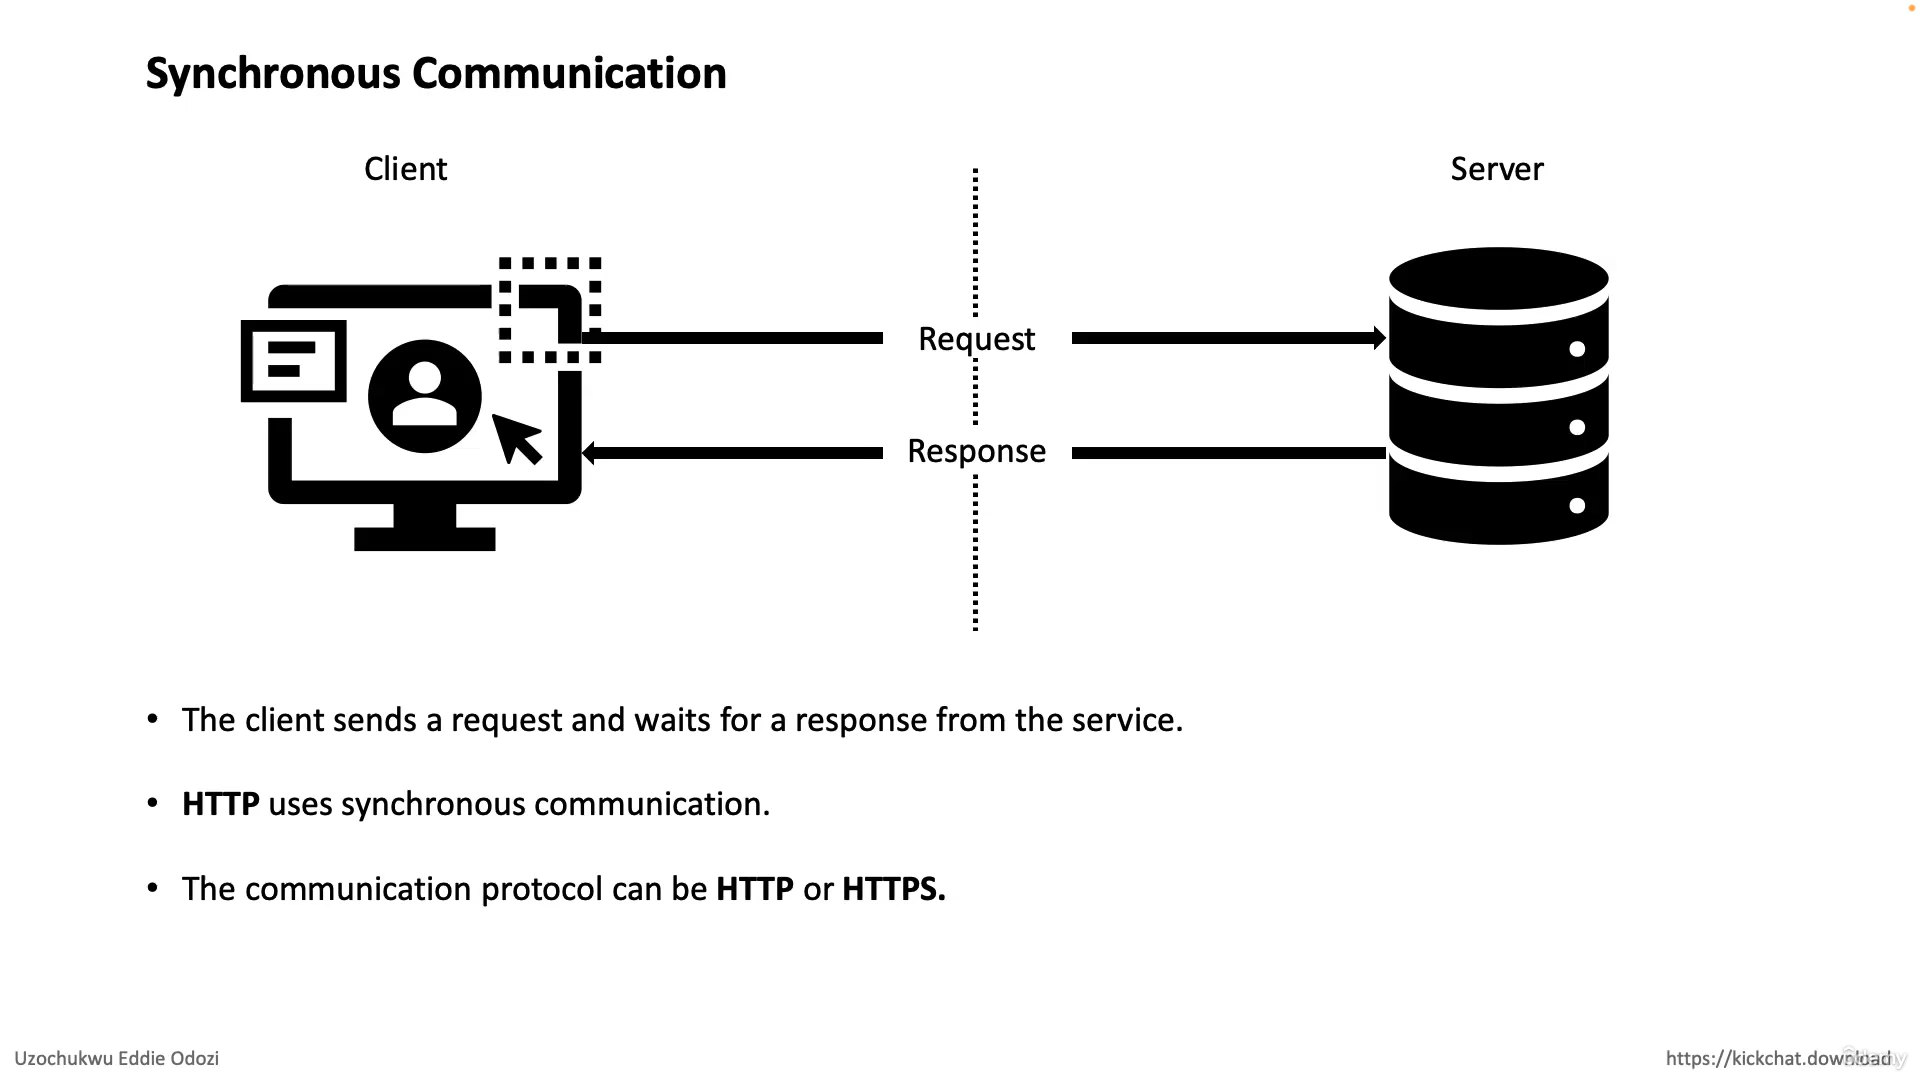 Synchronous Communication
Client
Server
Request
Response
• The client sends a request and waits for a response from the service.
• HTTP uses synchronous communication.
• The communication protocol can be HTTP or HTTPS.
Uzochukwu Eddie Odozi
https://kickchat.download
ûdemy